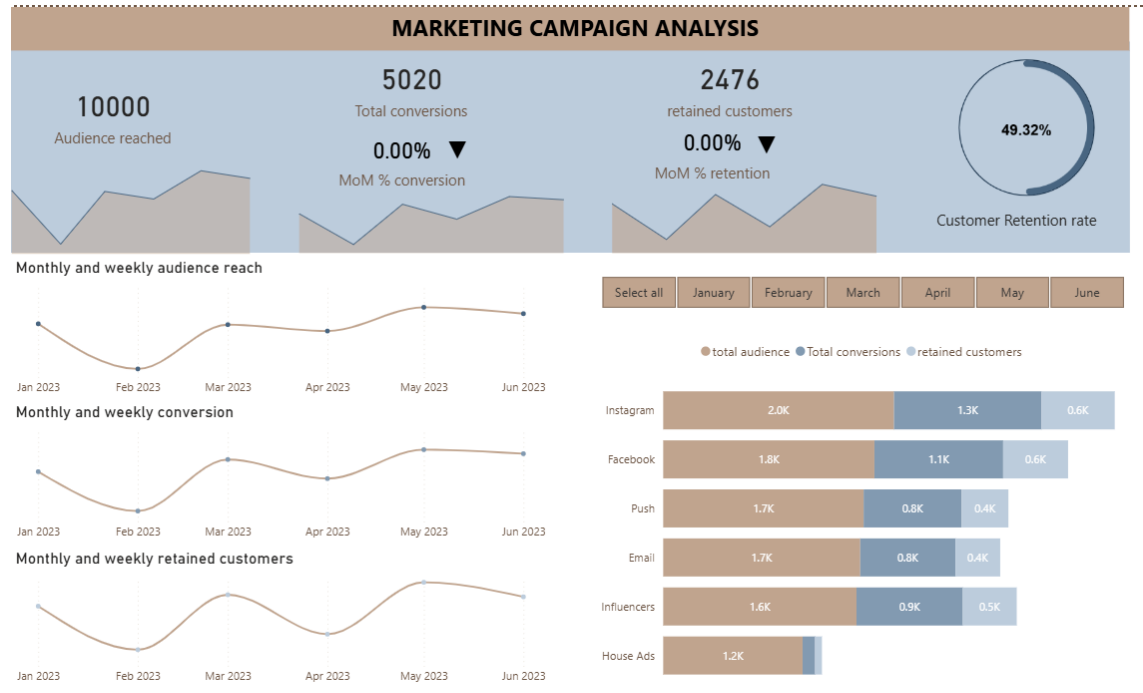 MARKETING CAMPAIGN ANALYSIS
10000
Audience reached
5020
Total conversions
0.00% ▼
MoM % conversion
2476
retained customers
0.00% ▼
MoM % retention
49.32%
Customer Retention rate
Monthly and weekly audience reach
Jan 2023 Feb 2023 Mar 2023 Apr 2023 May 2023 Jun 2023
Monthly and weekly conversion
Jan 2023 Feb 2023 Mar 2023 Apr 2023 May 2023 Jun 2023
Monthly and weekly retained customers
Jan 2023 Feb 2023 Mar 2023 Apr 2023 May 2023 Jun 2023
Select all January February March April May June
total audience Total conversions retained customers
Instagram 2.0K 1.3K 0.6K
Facebook 1.8K 1.1K 0.6K
Push 1.7K 0.8K 0.4K
Email 1.7K 0.8K 0.4K
Influencers 1.6K 0.9K 0.5K
House Ads 1.2K